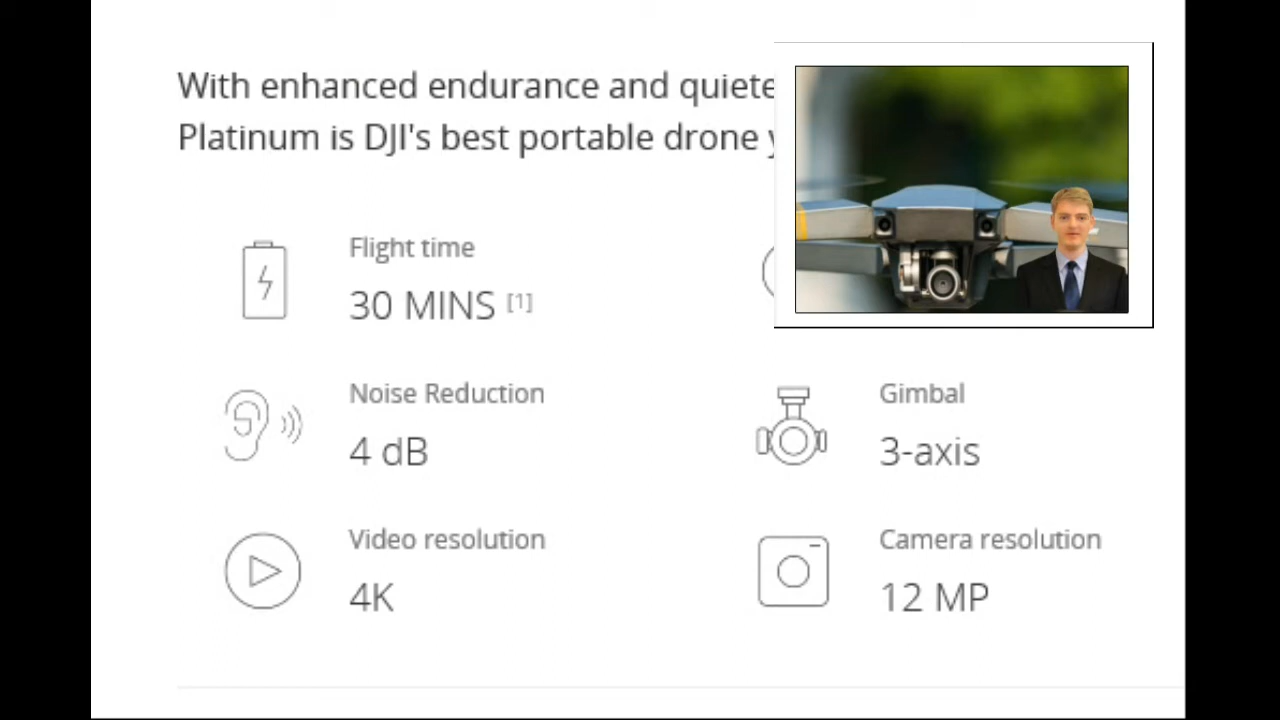 With enhanced endurance and quiete
Platinum is DJI's best portable drone
Flight time
30 MINS [1]
Noise Reduction
4 dB
Gimbal
3-axis
Video resolution
4K
Camera resolution
12 MP